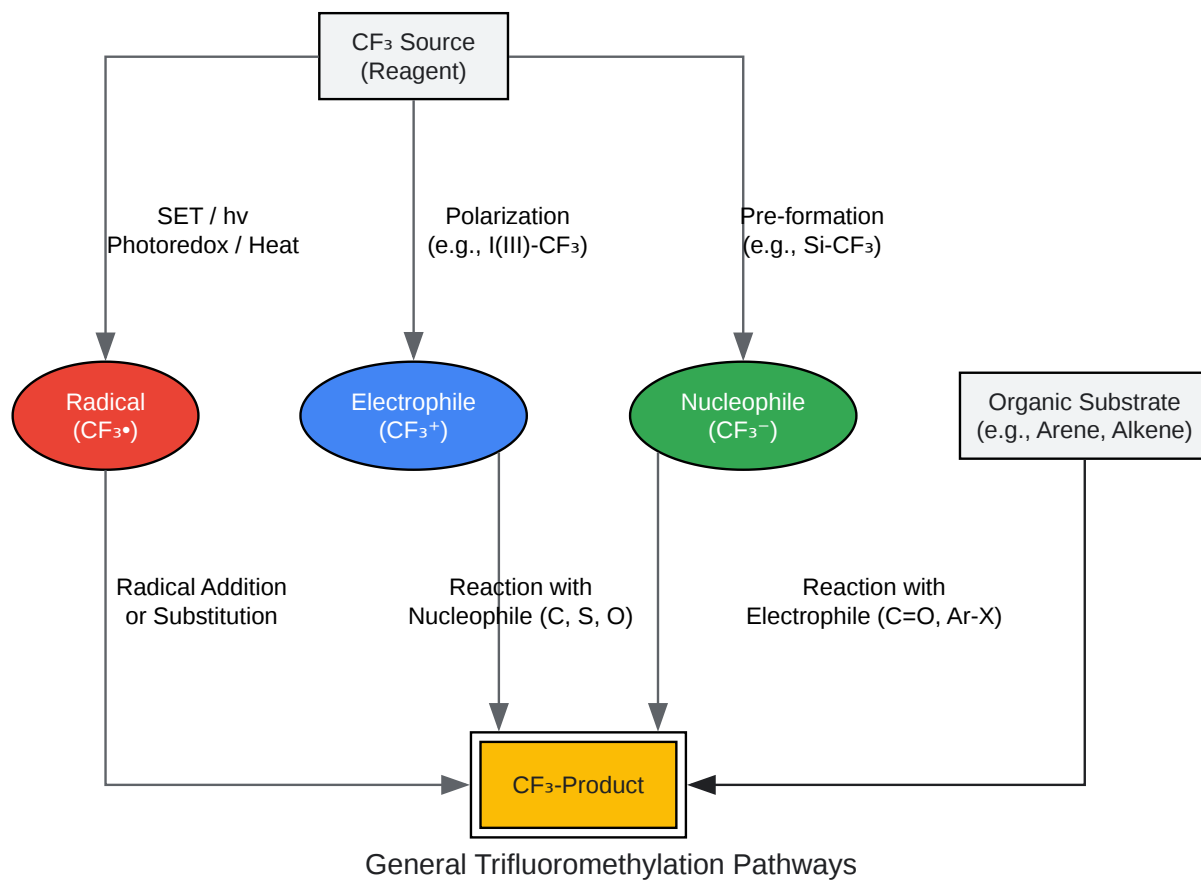 CF₃ Source
(Reagent)
SET / hv
Photoredox / Heat
Polarization
(e.g., I(III)-CF₃)
Pre-formation
(e.g., Si-CF₃)
Radical
(CF₃•)
Electrophile
(CF₃⁺)
Nucleophile
(CF₃⁻)
Organic Substrate
(e.g., Arene, Alkene)
Radical Addition
or Substitution
Reaction with
Nucleophile (C, S, O)
Reaction with
Electrophile (C=O, Ar-X)
CF₃-Product
General Trifluoromethylation Pathways